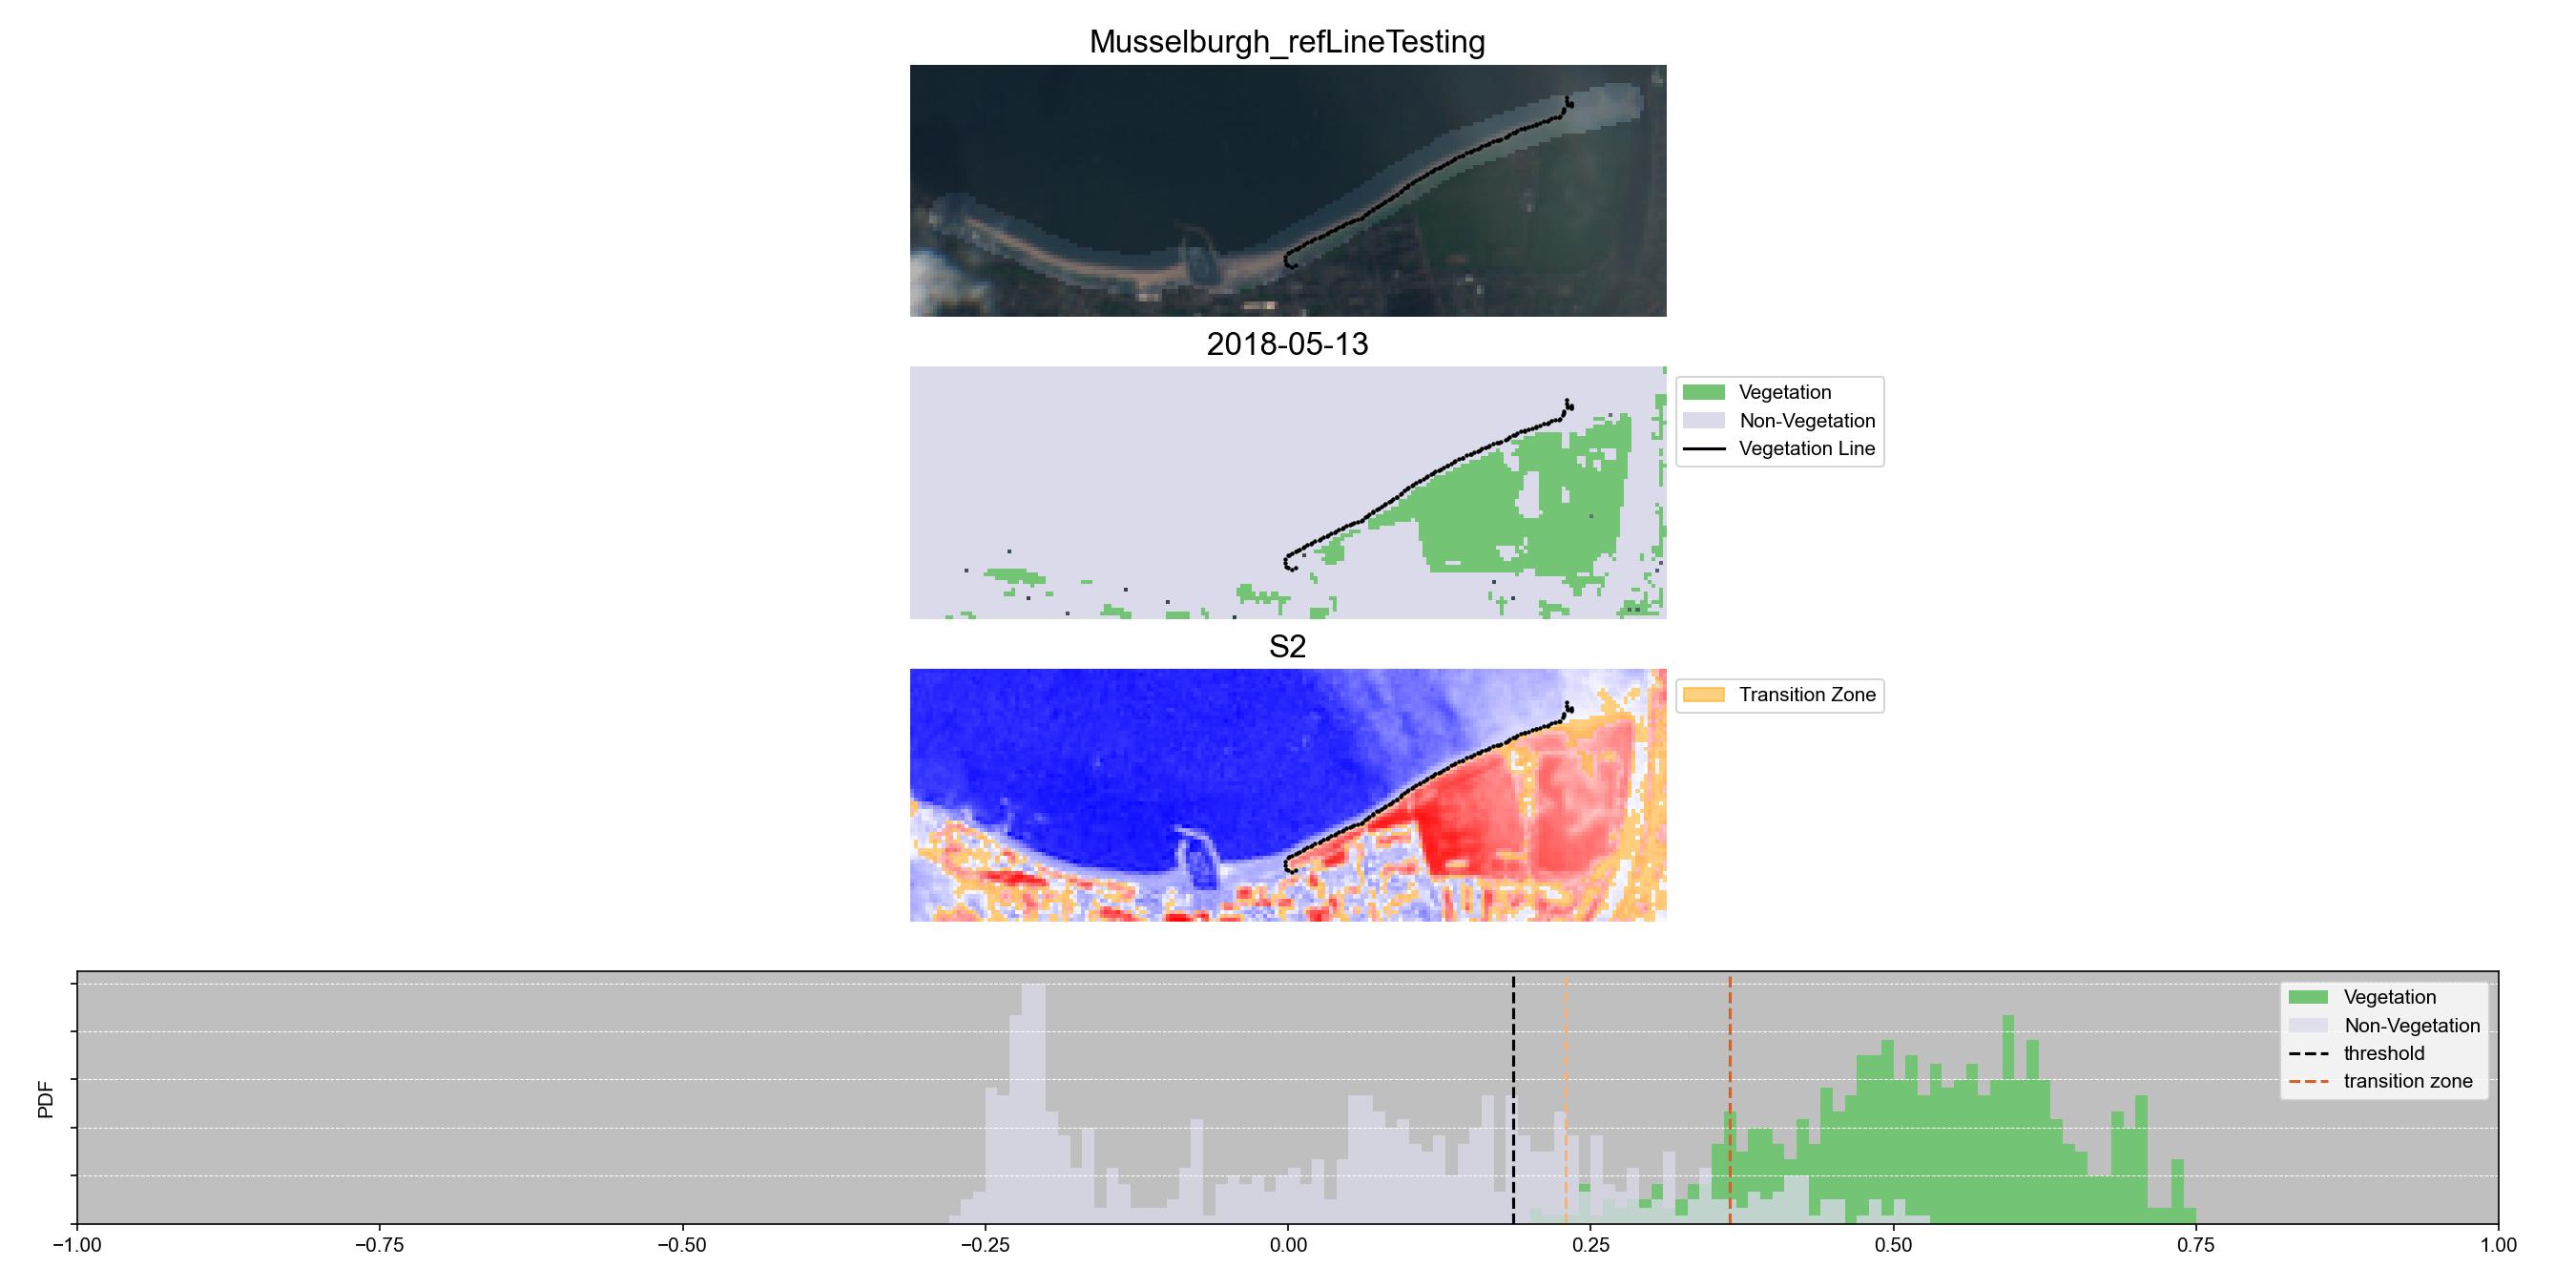 Musselburgh_refLineTesting
2018-05-13
Vegetation
Non-Vegetation
Vegetation Line
S2
Transition Zone
PDF
Vegetation
Non-Vegetation
threshold
transition zone
−1.00 −0.75 −0.50 −0.25 0.00 0.25 0.50 0.75 1.00